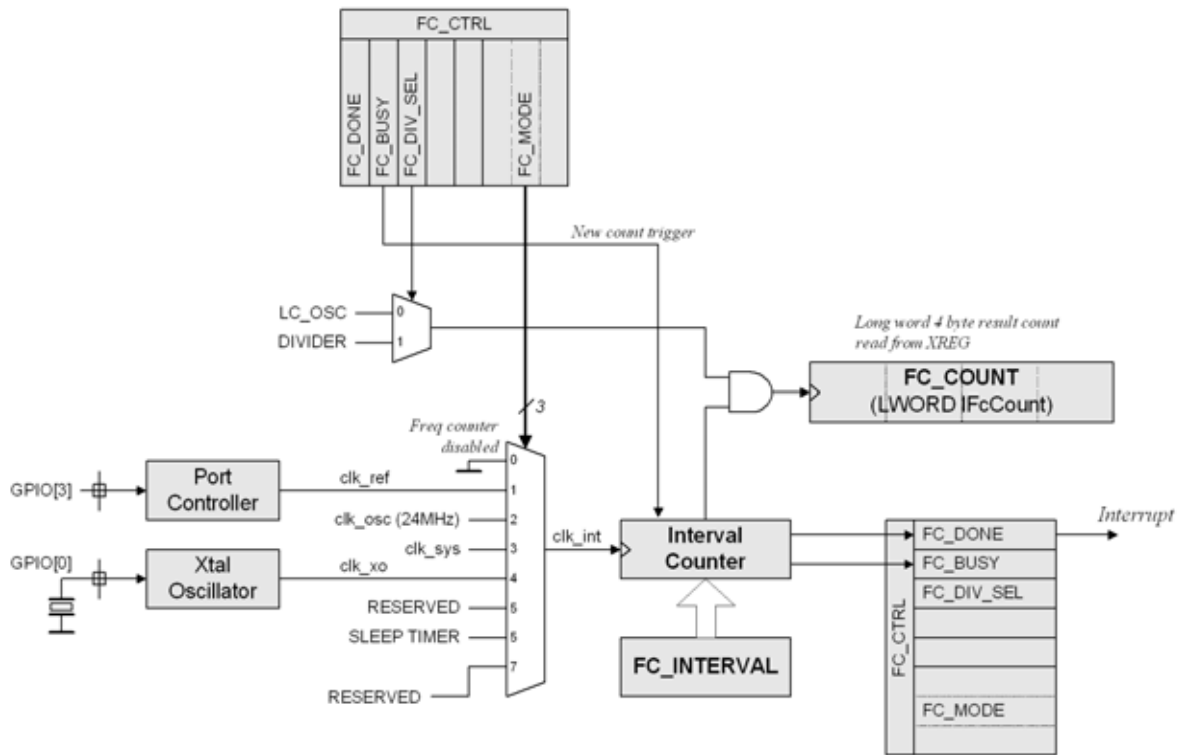 FC_CTRL
FC_DONE
FC_BUSY
FC_DIV_SEL
FC_MODE
New count trigger
LC_OSC
0
DIVIDER
1
Long word 4 byte result count
read from XREG
FC_COUNT
(LWORD lFcCount)
3
Freq counter
disabled
0
GPIO[3]
Port
Controller
clk_ref
1
clk_osc (24MHz)
2
clk_sys
3
GPIO[0]
Xtal
Oscillator
clk_xo
4
RESERVED
5
SLEEP TIMER
5
RESERVED
7
clk_int
Interval
Counter
FC_INTERVAL
FC_CTRL
FC_DONE
FC_BUSY
FC_DIV_SEL
FC_MODE
Interrupt